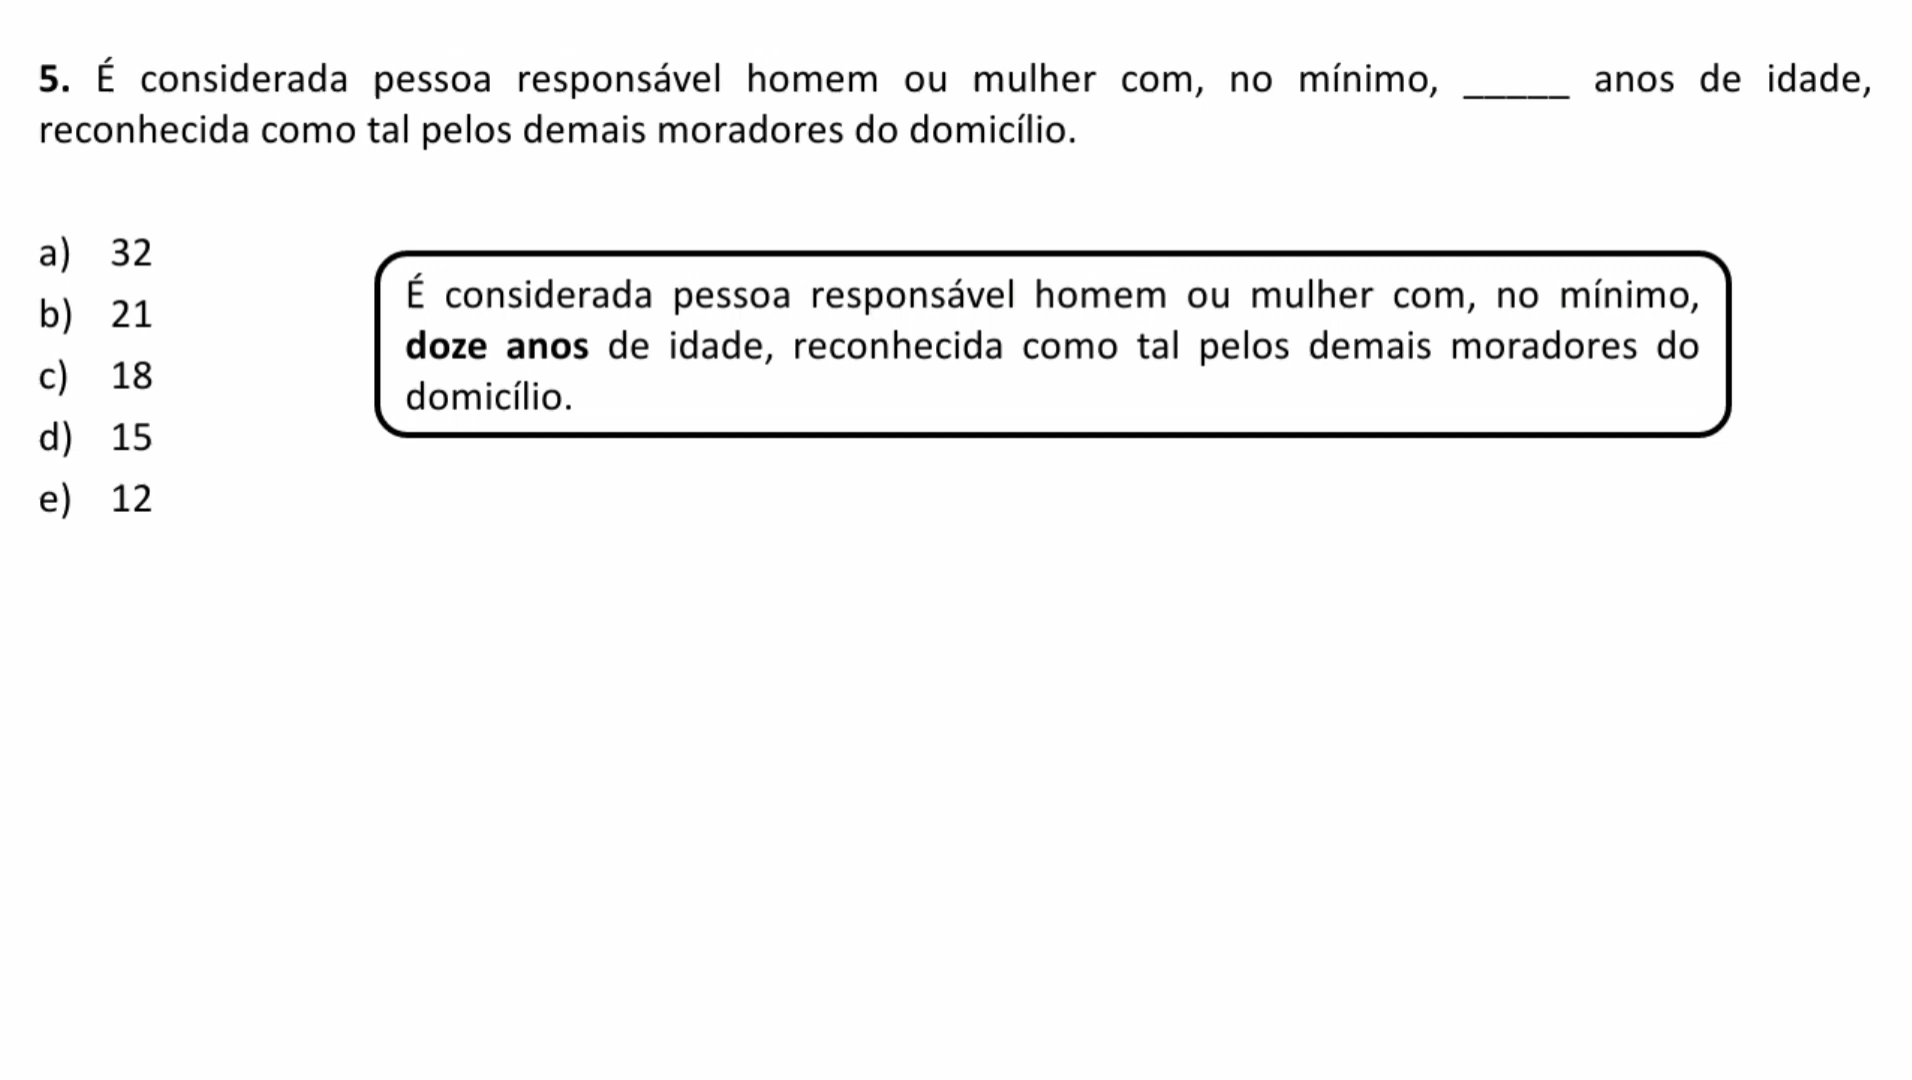 5. É considerada pessoa responsável homem ou mulher com, no mínimo, _____ anos de idade,
reconhecida como tal pelos demais moradores do domicílio.
a) 32
b) 21
c) 18
d) 15
e) 12
É considerada pessoa responsável homem ou mulher com, no mínimo,
doze anos de idade, reconhecida como tal pelos demais moradores do
domicílio.